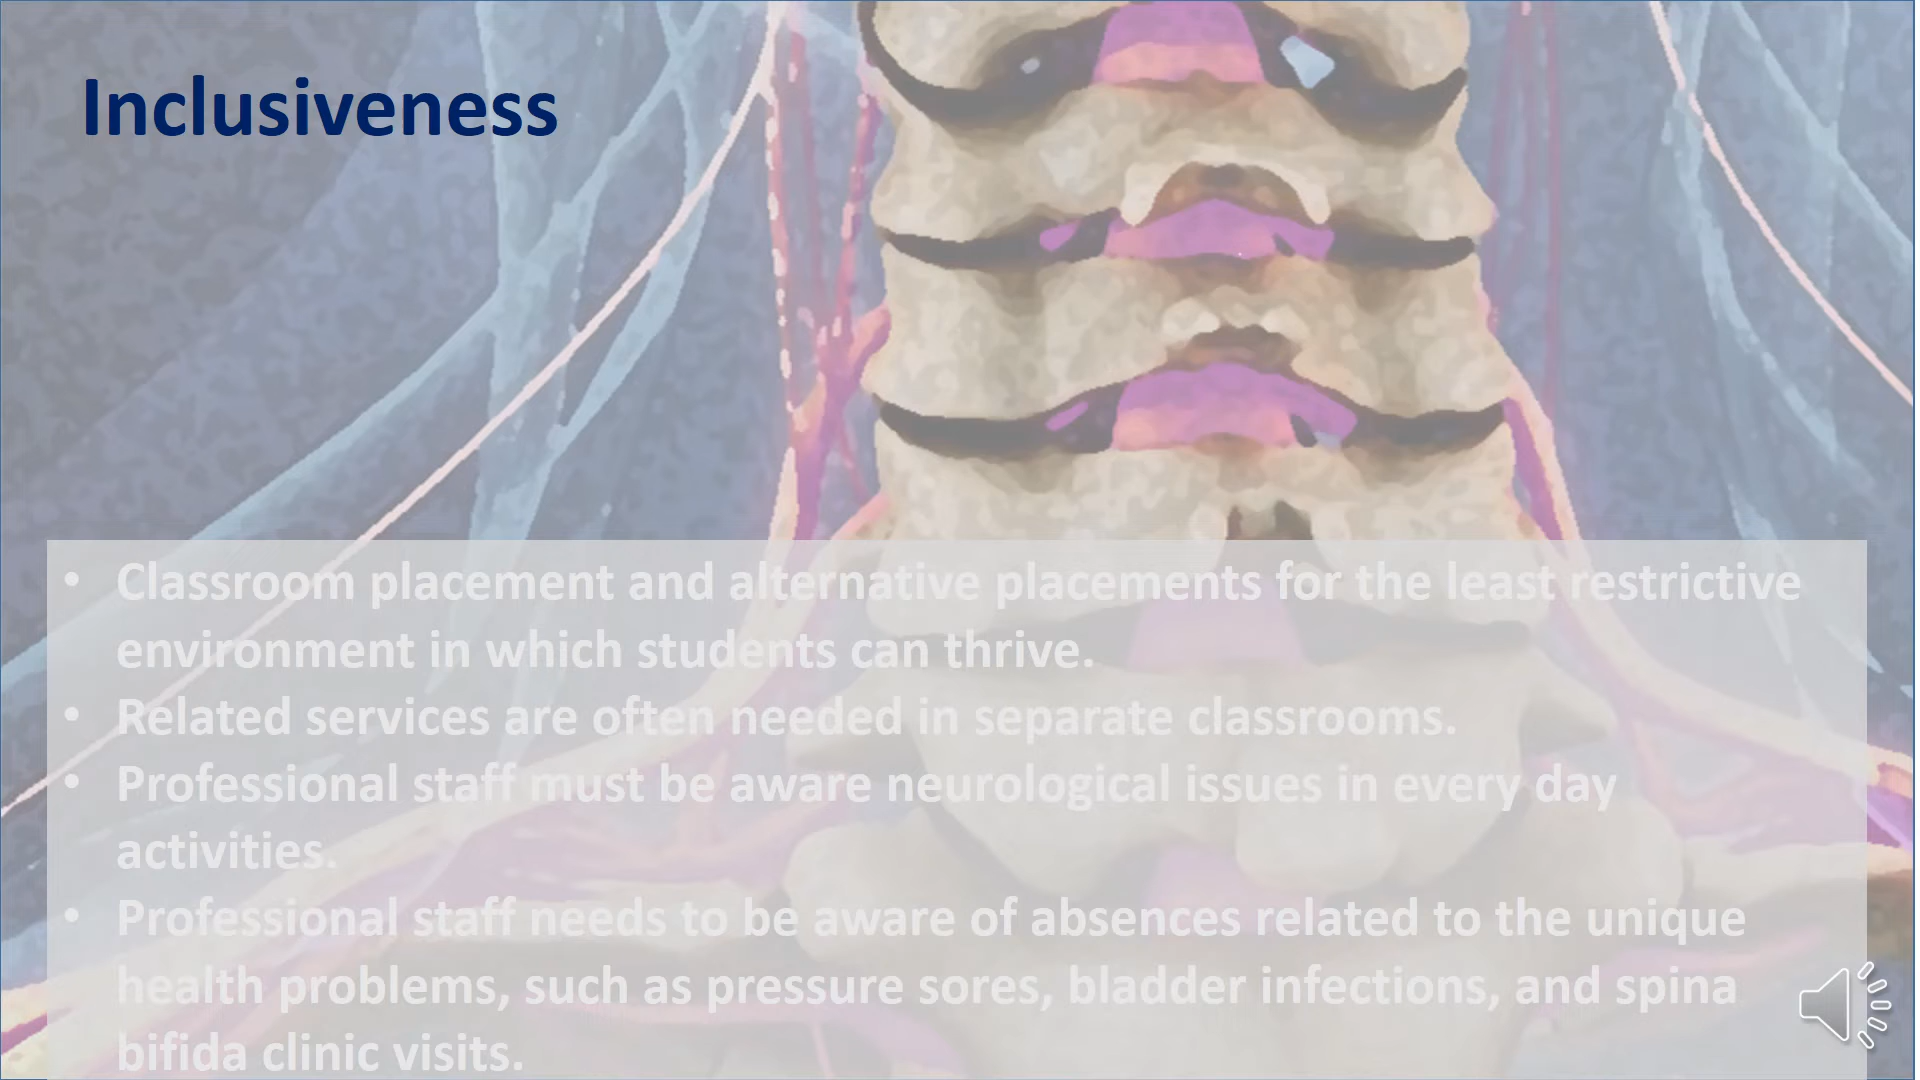 Inclusiveness
• Classroom placement and alternative placements for the least restrictive
environment in which students can thrive.
• Related services are often needed in separate classrooms.
• Professional staff must be aware neurological issues in every day
activities.
• Professional staff needs to be aware of absences related to the unique
health problems, such as pressure sores, bladder infections, and spina
bifida clinic visits.